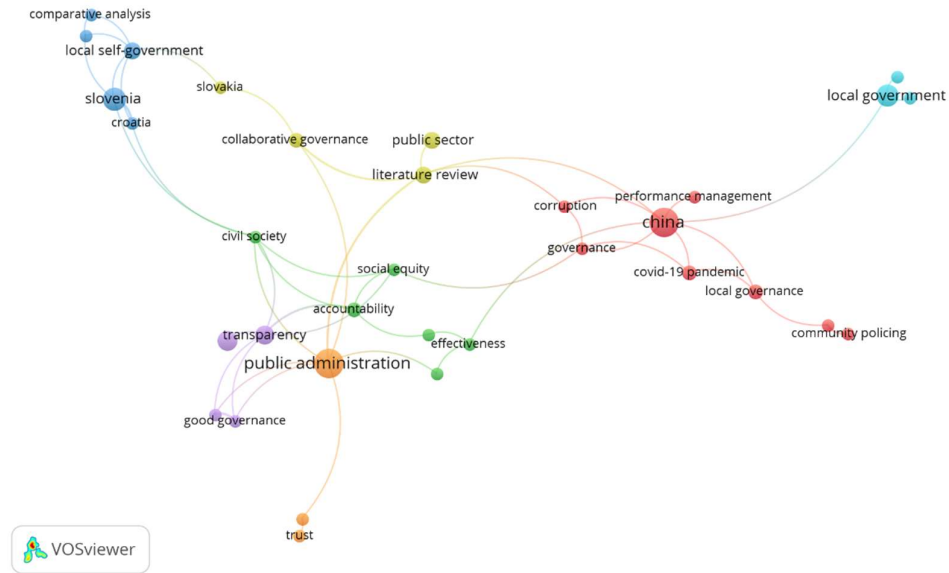 comparative analysis
local self-government
slovakia
slovenia
local government
croatia
collaborative governance
public sector
literature review
performance management
corruption
china
civil society
governance
social equity
covid-19 pandemic
local governance
accountability
transparency
community policing
effectiveness
public administration
good governance
trust
VOSviewer